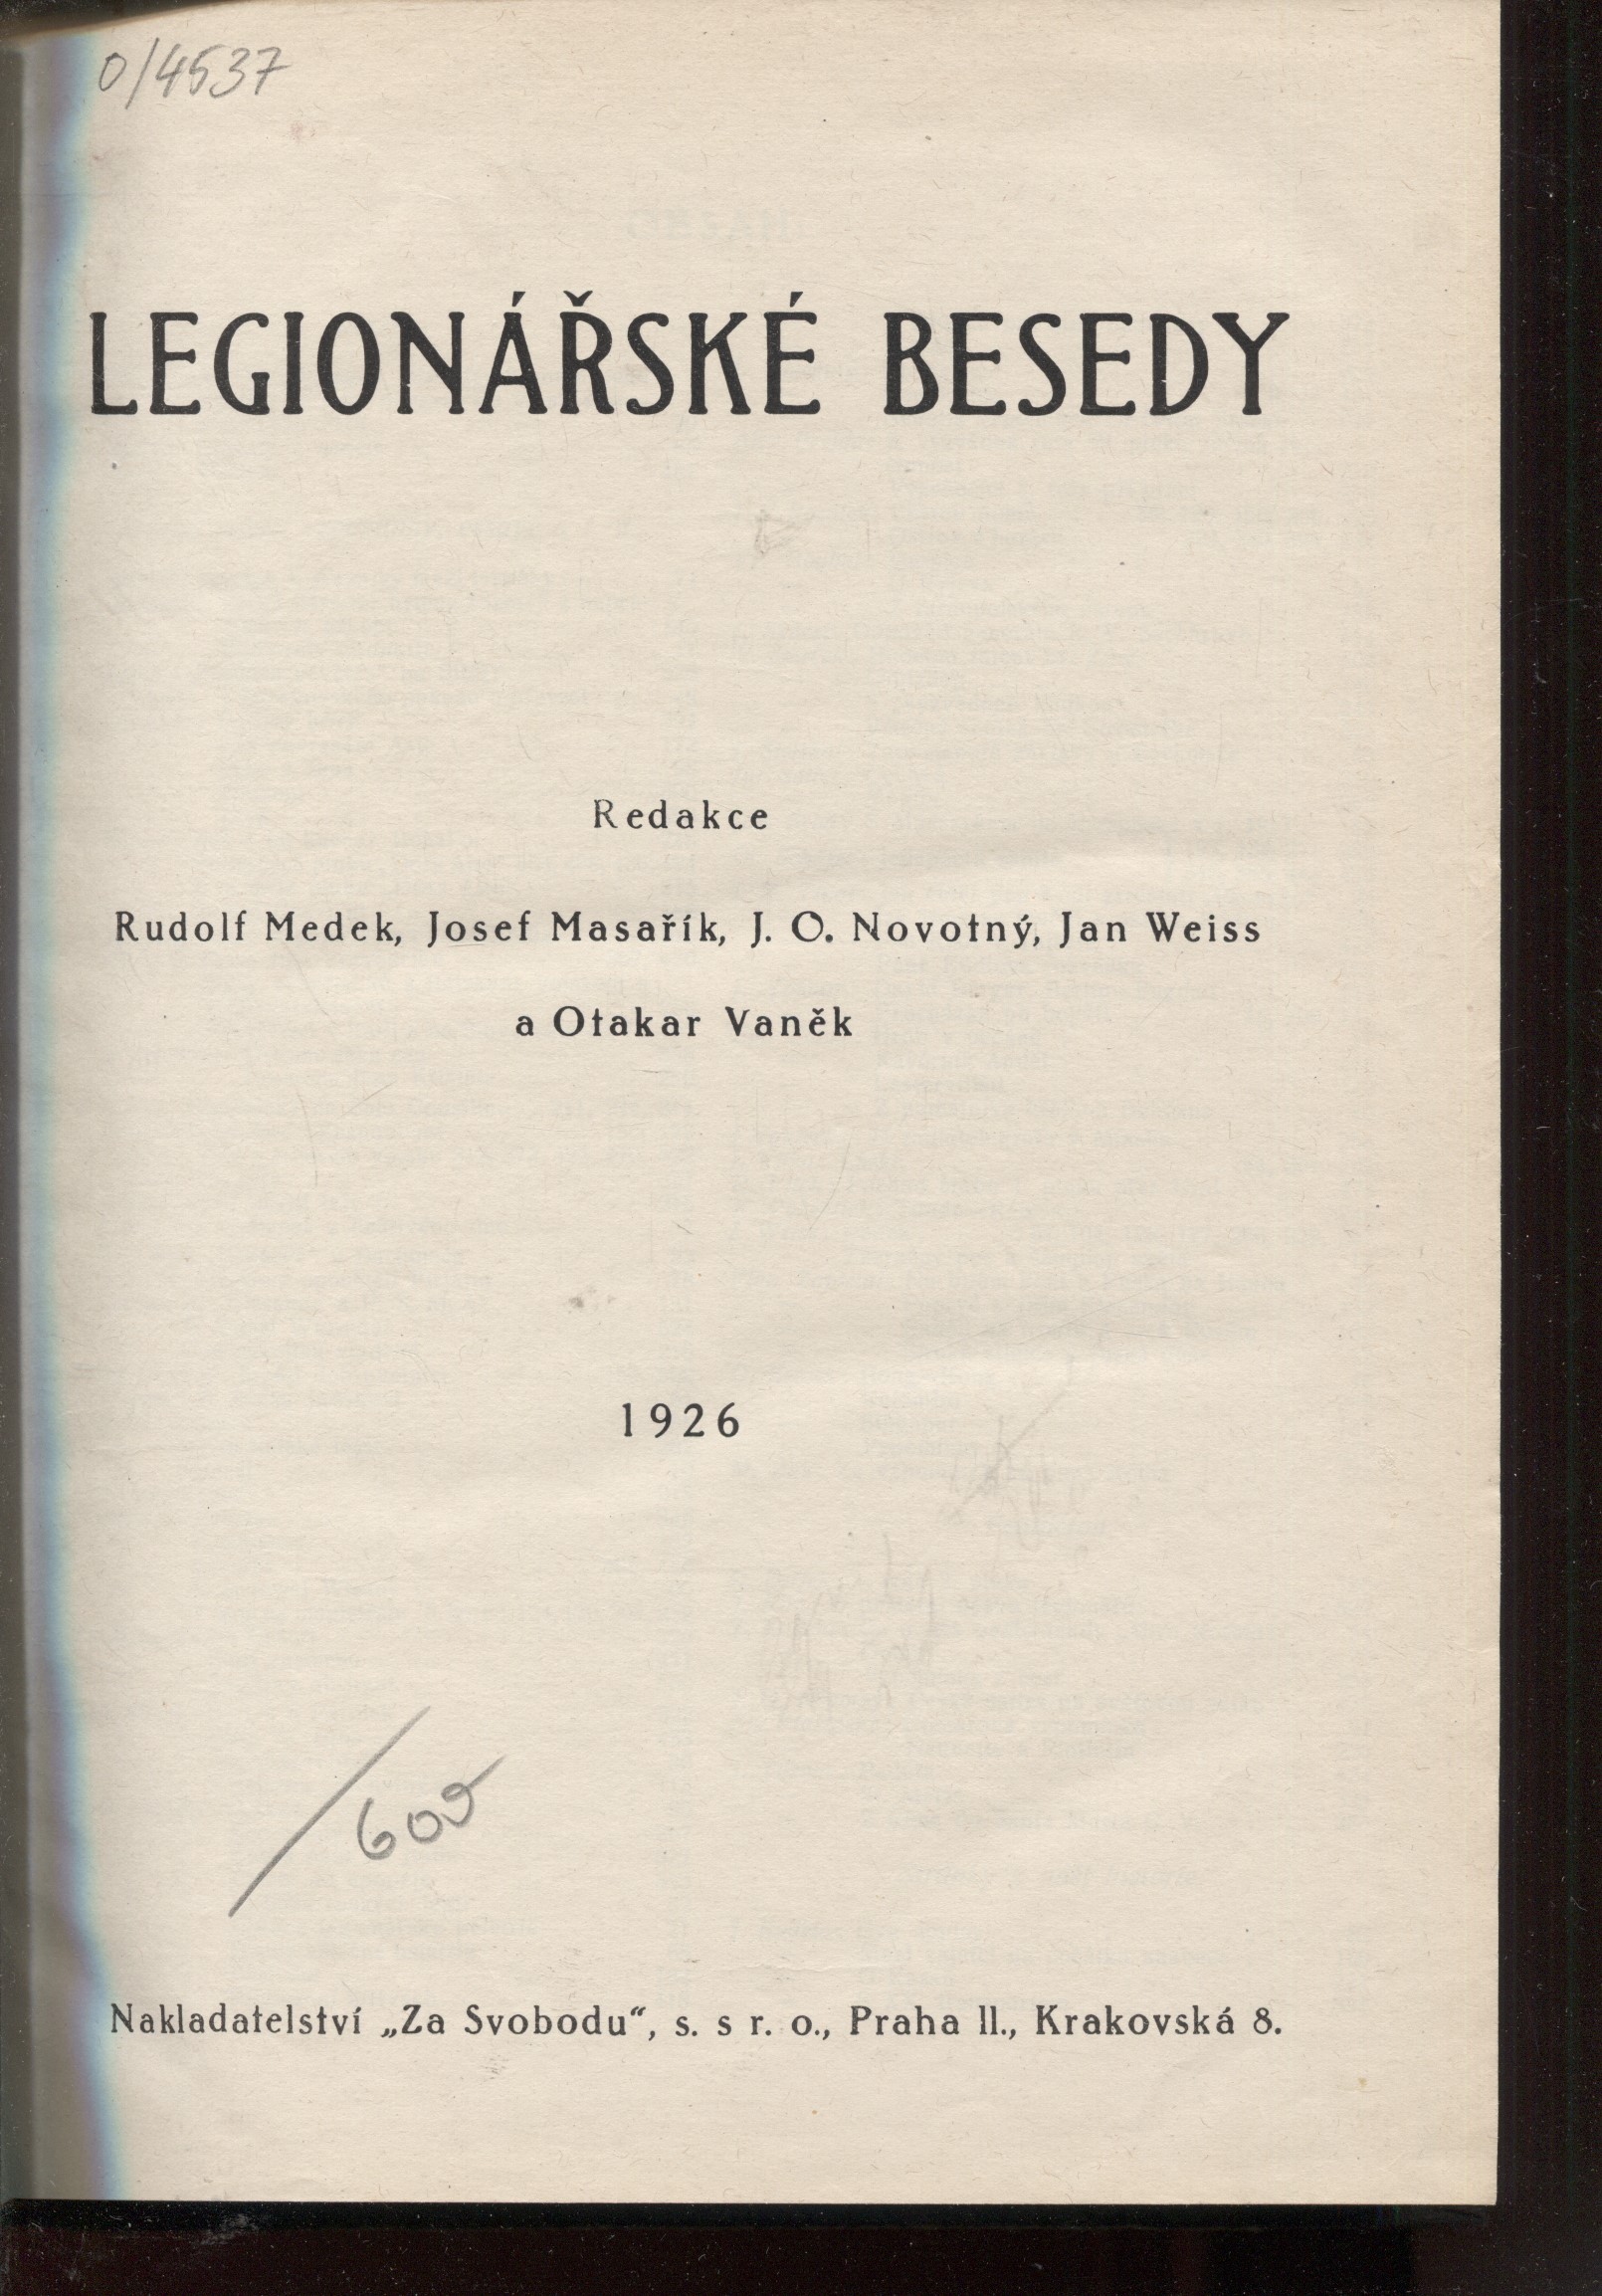 0/4537
LEGIONÁŘSKÉ BESEDY
Redakce
Rudolf Medek, Josef Masařík, J. O. Novotný, Jan Weiss
a Otakar Vaněk
1926
/600
Nakladatelství „Za Svobodu“, s. s r. o., Praha II., Krakovská 8.